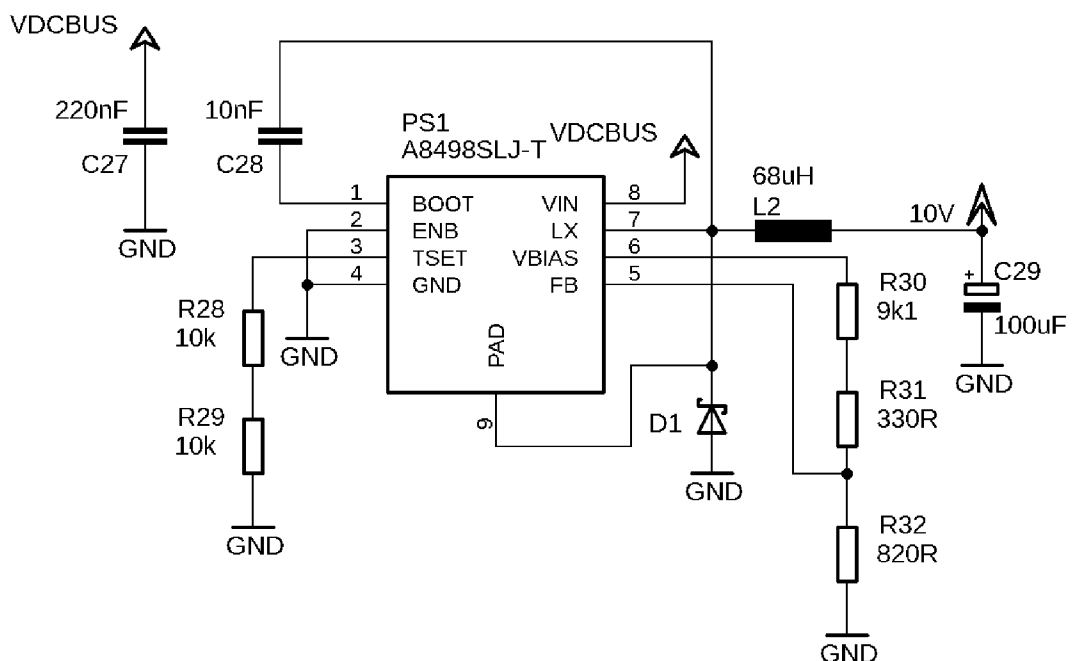 VDCBUS
220nF
C27
GND
10nF
C28
PS1
A8498SLJ-T
VDCBUS
1
2
3
4
BOOT
ENB
TSET
GND
PAD
9
VIN
LX
VBIAS
FB
8
7
6
5
68uH
L2
10V
+
C29
100uF
GND
R28
10k
R29
10k
GND
GND
D1
GND
R30
9k1
R31
330R
R32
820R
GND